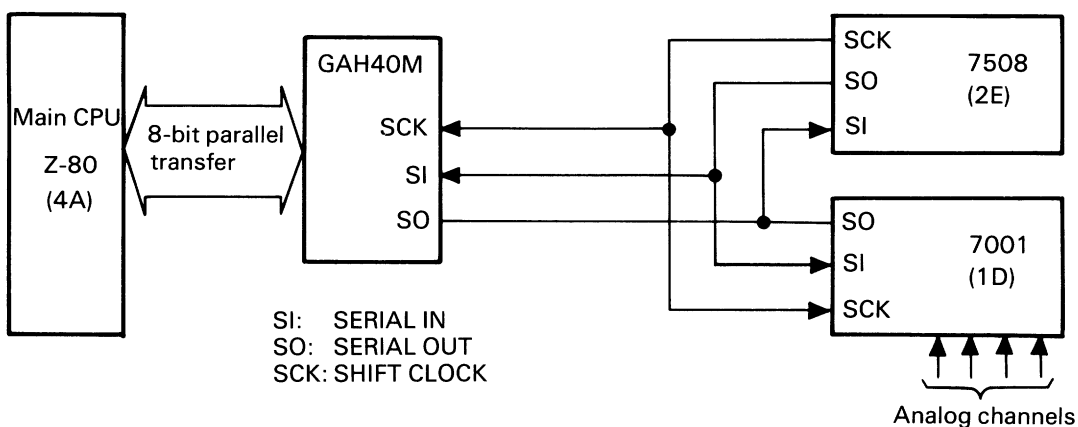 Main CPU
Z-80
(4A)
8-bit parallel
transfer
GAH40M
SCK
SI
SO
SCK
SO
SI
7508
(2E)
SO
SI
SCK
7001
(1D)
Analog channels
SI: SERIAL IN
SO: SERIAL OUT
SCK: SHIFT CLOCK